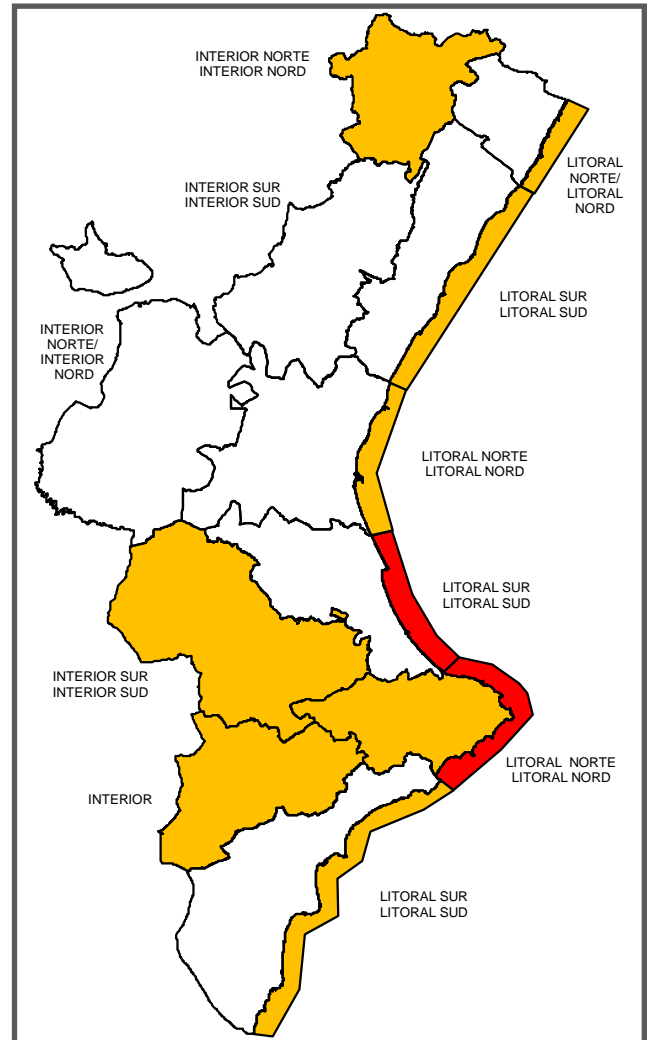 INTERIOR NORTE
INTERIOR NORD
LITORAL
NORTE/
LITORAL
NORD
INTERIOR SUR
INTERIOR SUD
LITORAL SUR
LITORAL SUD
INTERIOR
NORTE/
INTERIOR
NORD
LITORAL NORTE
LITORAL NORD
LITORAL SUR
LITORAL SUD
INTERIOR SUR
INTERIOR SUD
LITORAL NORTE
LITORAL NORD
INTERIOR
LITORAL SUR
LITORAL SUD